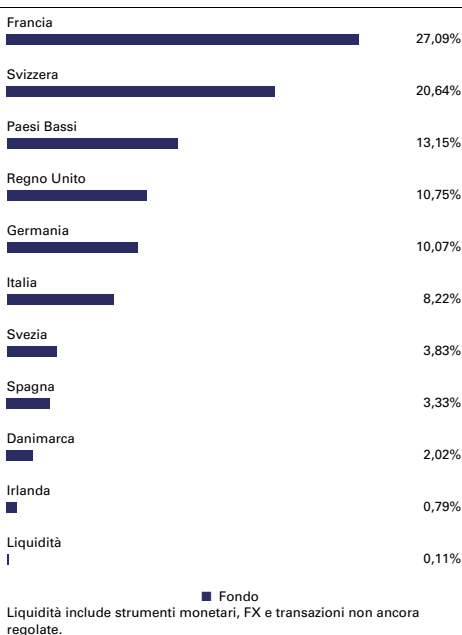 Francia
27,09%
Svizzera
20,64%
Paesi Bassi
13,15%
Regno Unito
10,75%
Germania
10,07%
Italia
8,22%
Svezia
3,83%
Spagna
3,33%
Danimarca
2,02%
Irlanda
0,79%
Liquidità
0,11%
Fondo
Liquidità include strumenti monetari, FX e transazioni non ancora
regolate.